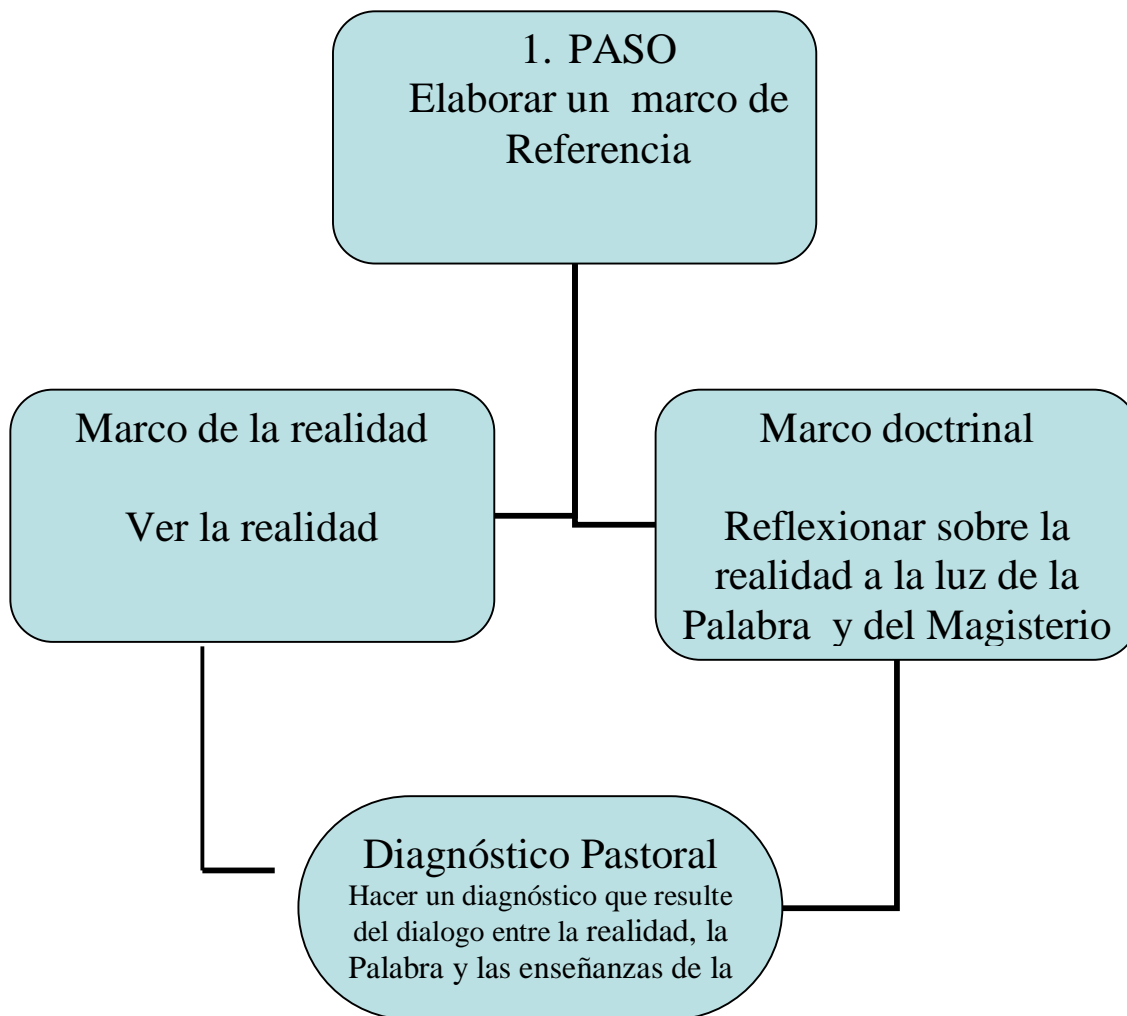 1. PASO
Elaborar un marco de
Referencia
Marco de la realidad
Ver la realidad
Marco doctrinal
Reflexionar sobre la
realidad a la luz de la
Palabra y del Magisterio
Diagnóstico Pastoral
Hacer un diagnóstico que resulte
del dialogo entre la realidad, la
Palabra y las enseñanzas de la